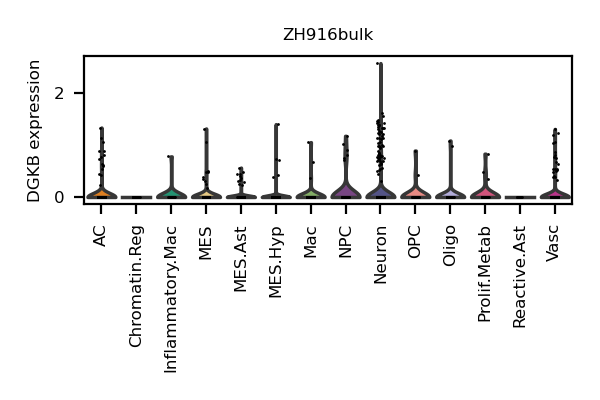 ZH916bulk
DGKB expression
2
0
AC
Chromatin.Reg
Inflammatory.Mac
MES
MES.Ast
MES.Hyp
Mac
NPC
Neuron
OPC
Oligo
Prolif.Metab
Reactive.Ast
Vasc